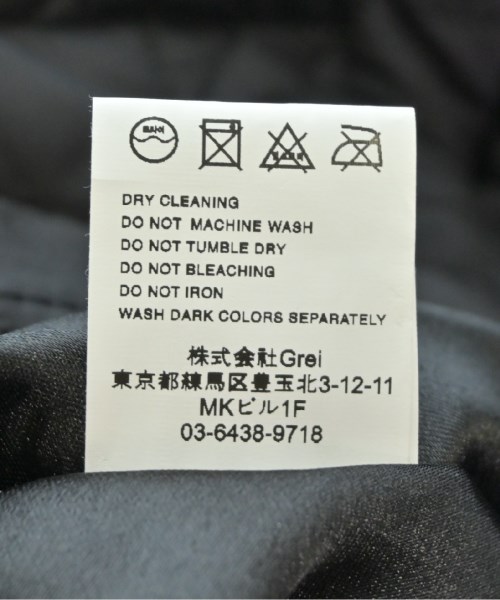 DRY CLEANING
DO NOT MACHINE WASH
DO NOT TUMBLE DRY
DO NOT BLEACHING
DO NOT IRON
WASH DARK COLORS SEPARATELY
株式会社Grei
東京都練馬区豊玉北3-12-11
MKビル1F
03-6438-9718